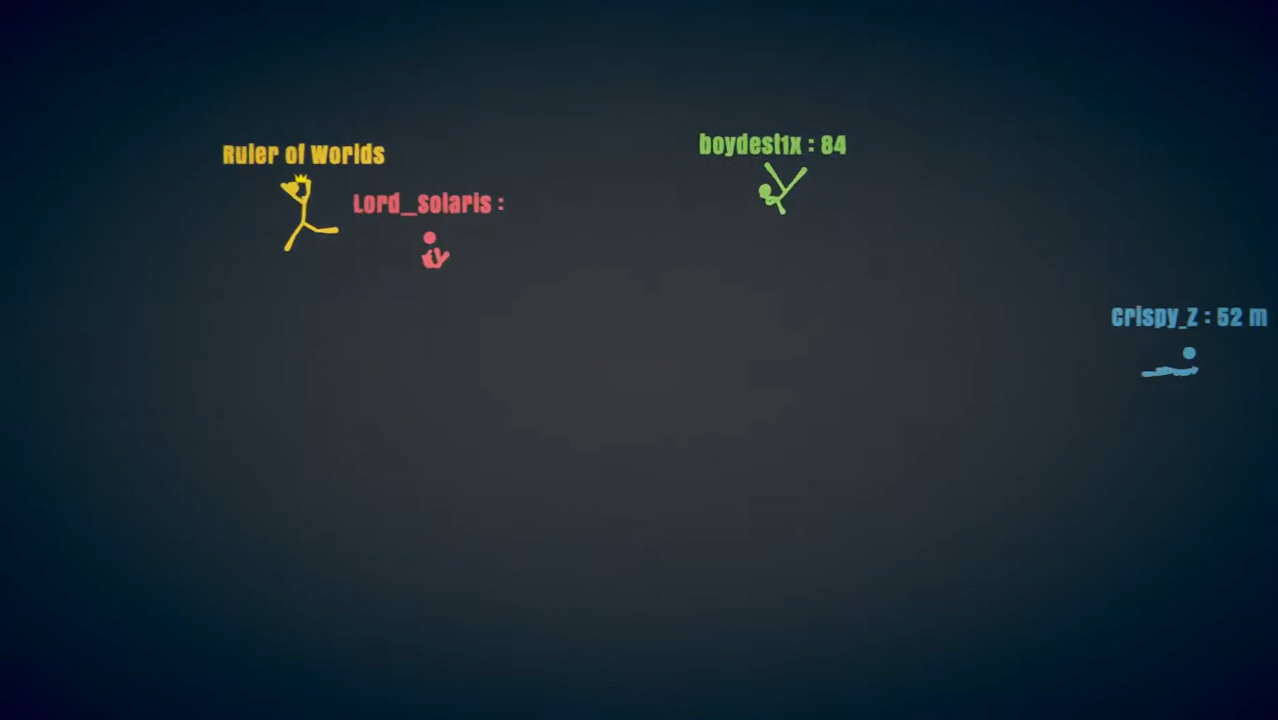 boydest1x : 84
Ruler of Worlds
Lord_Solaris :
Crispy_Z : 52 m